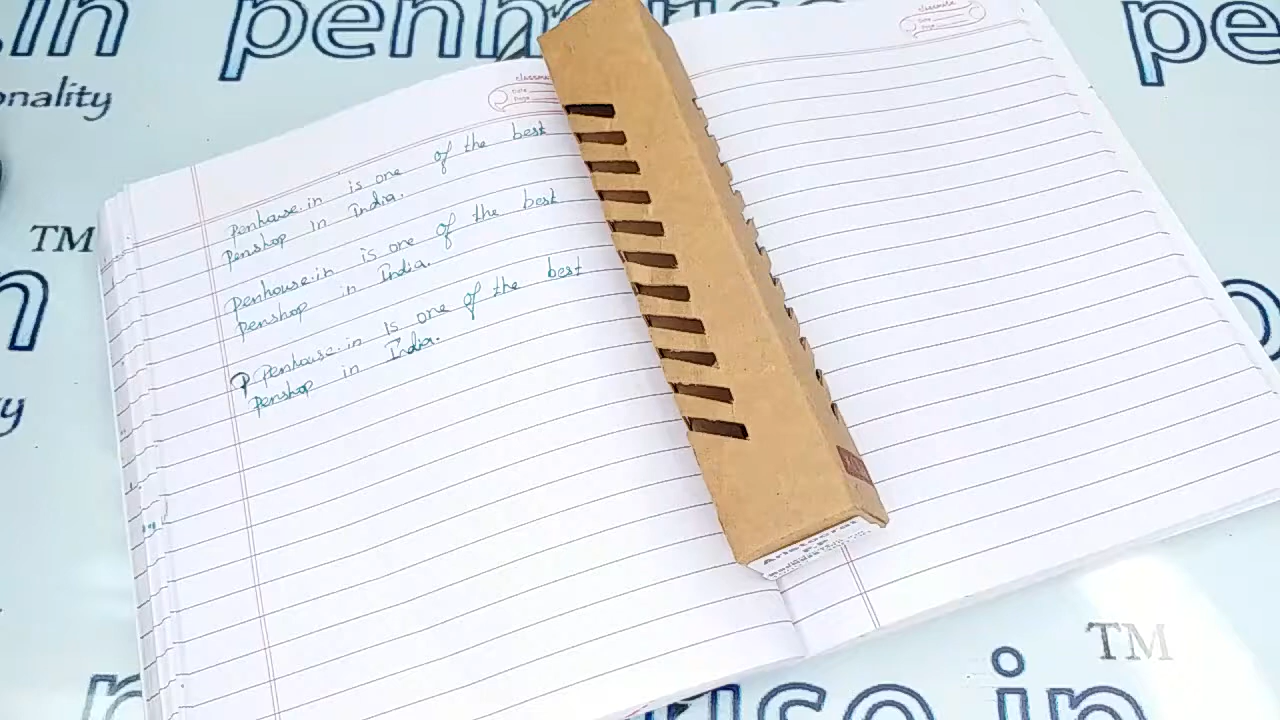 .in penhouse pe
onality
TM
classmate
Date
Page
classmate
Date
Page
Penhouse.in is one of the best
Penshop in India.
Penhouse.in is one of the best
Penshop in India.
P Penhouse.in is one of the best
Penshop in India.
TM